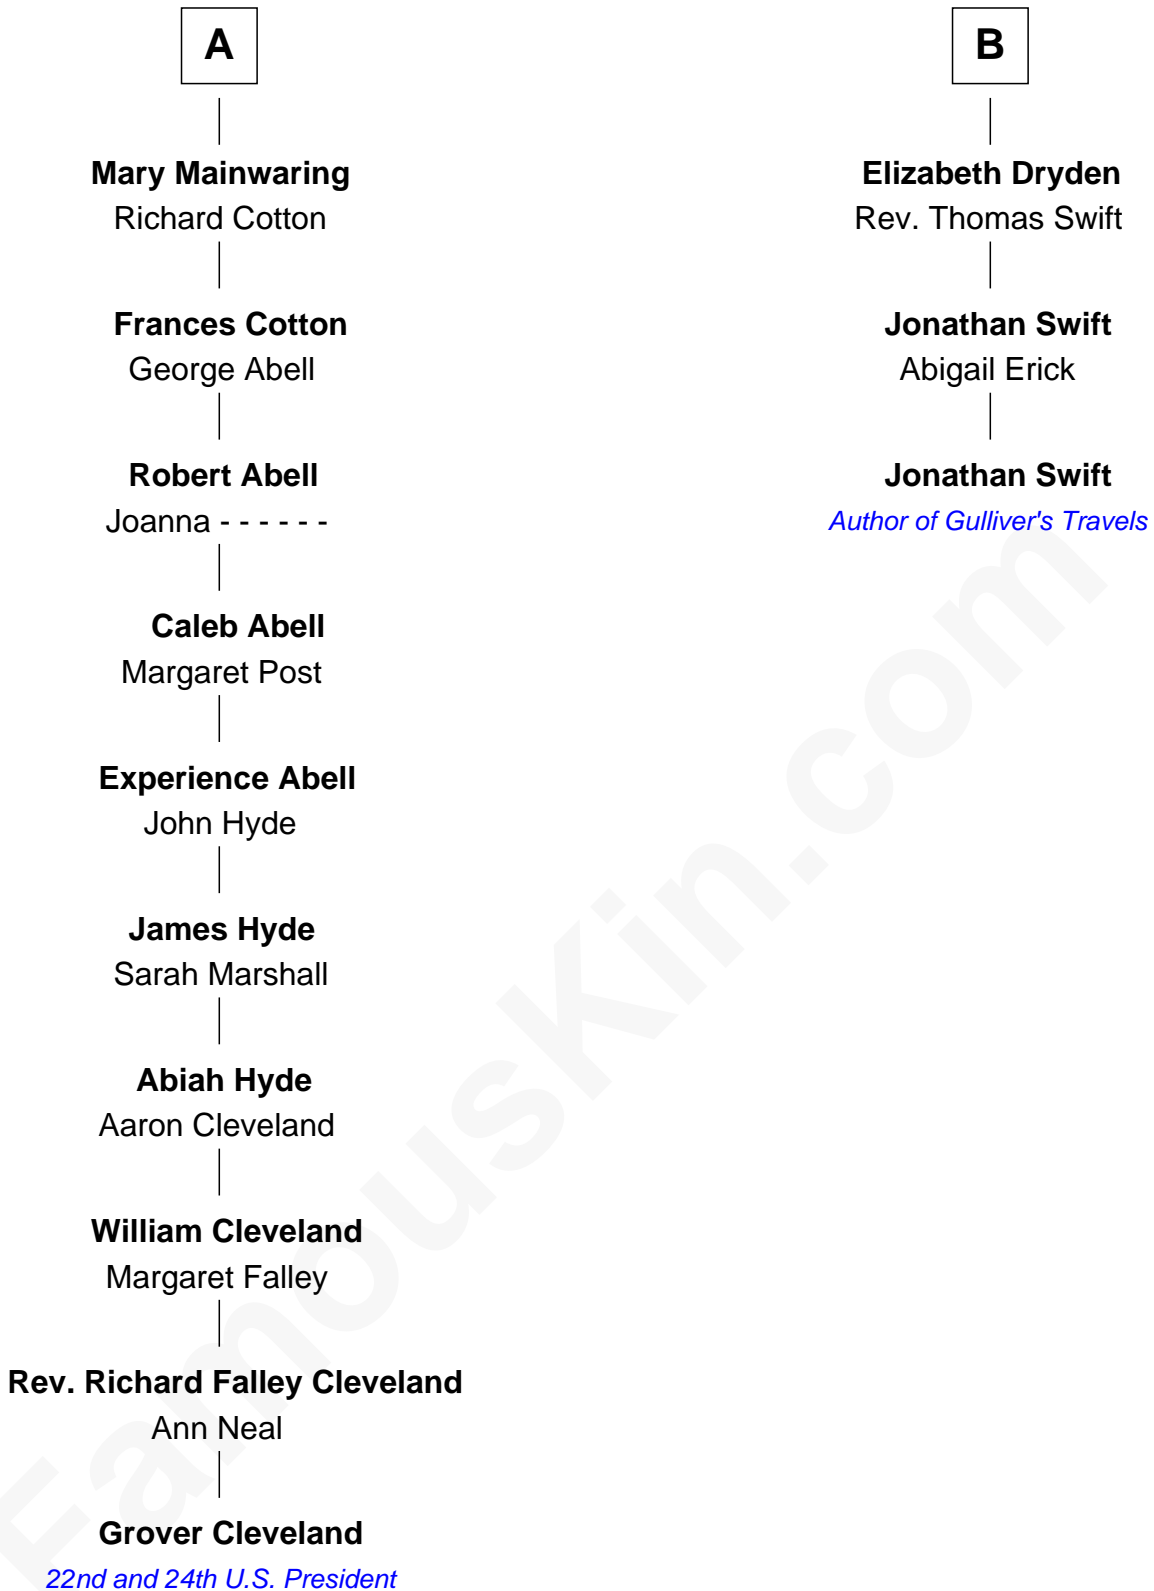 A
Mary Mainwaring
Richard Cotton
Frances Cotton
George Abell
Robert Abell
Joanna - - - - - -
Caleb Abell
Margaret Post
Experience Abell
John Hyde
James Hyde
Sarah Marshall
Abiah Hyde
Aaron Cleveland
William Cleveland
Margaret Falley
Rev. Richard Falley Cleveland
Ann Neal
Grover Cleveland
22nd and 24th U.S. President
B
Elizabeth Dryden
Rev. Thomas Swift
Jonathan Swift
Abigail Erick
Jonathan Swift
Author of Gulliver's Travels
FamousKin.com